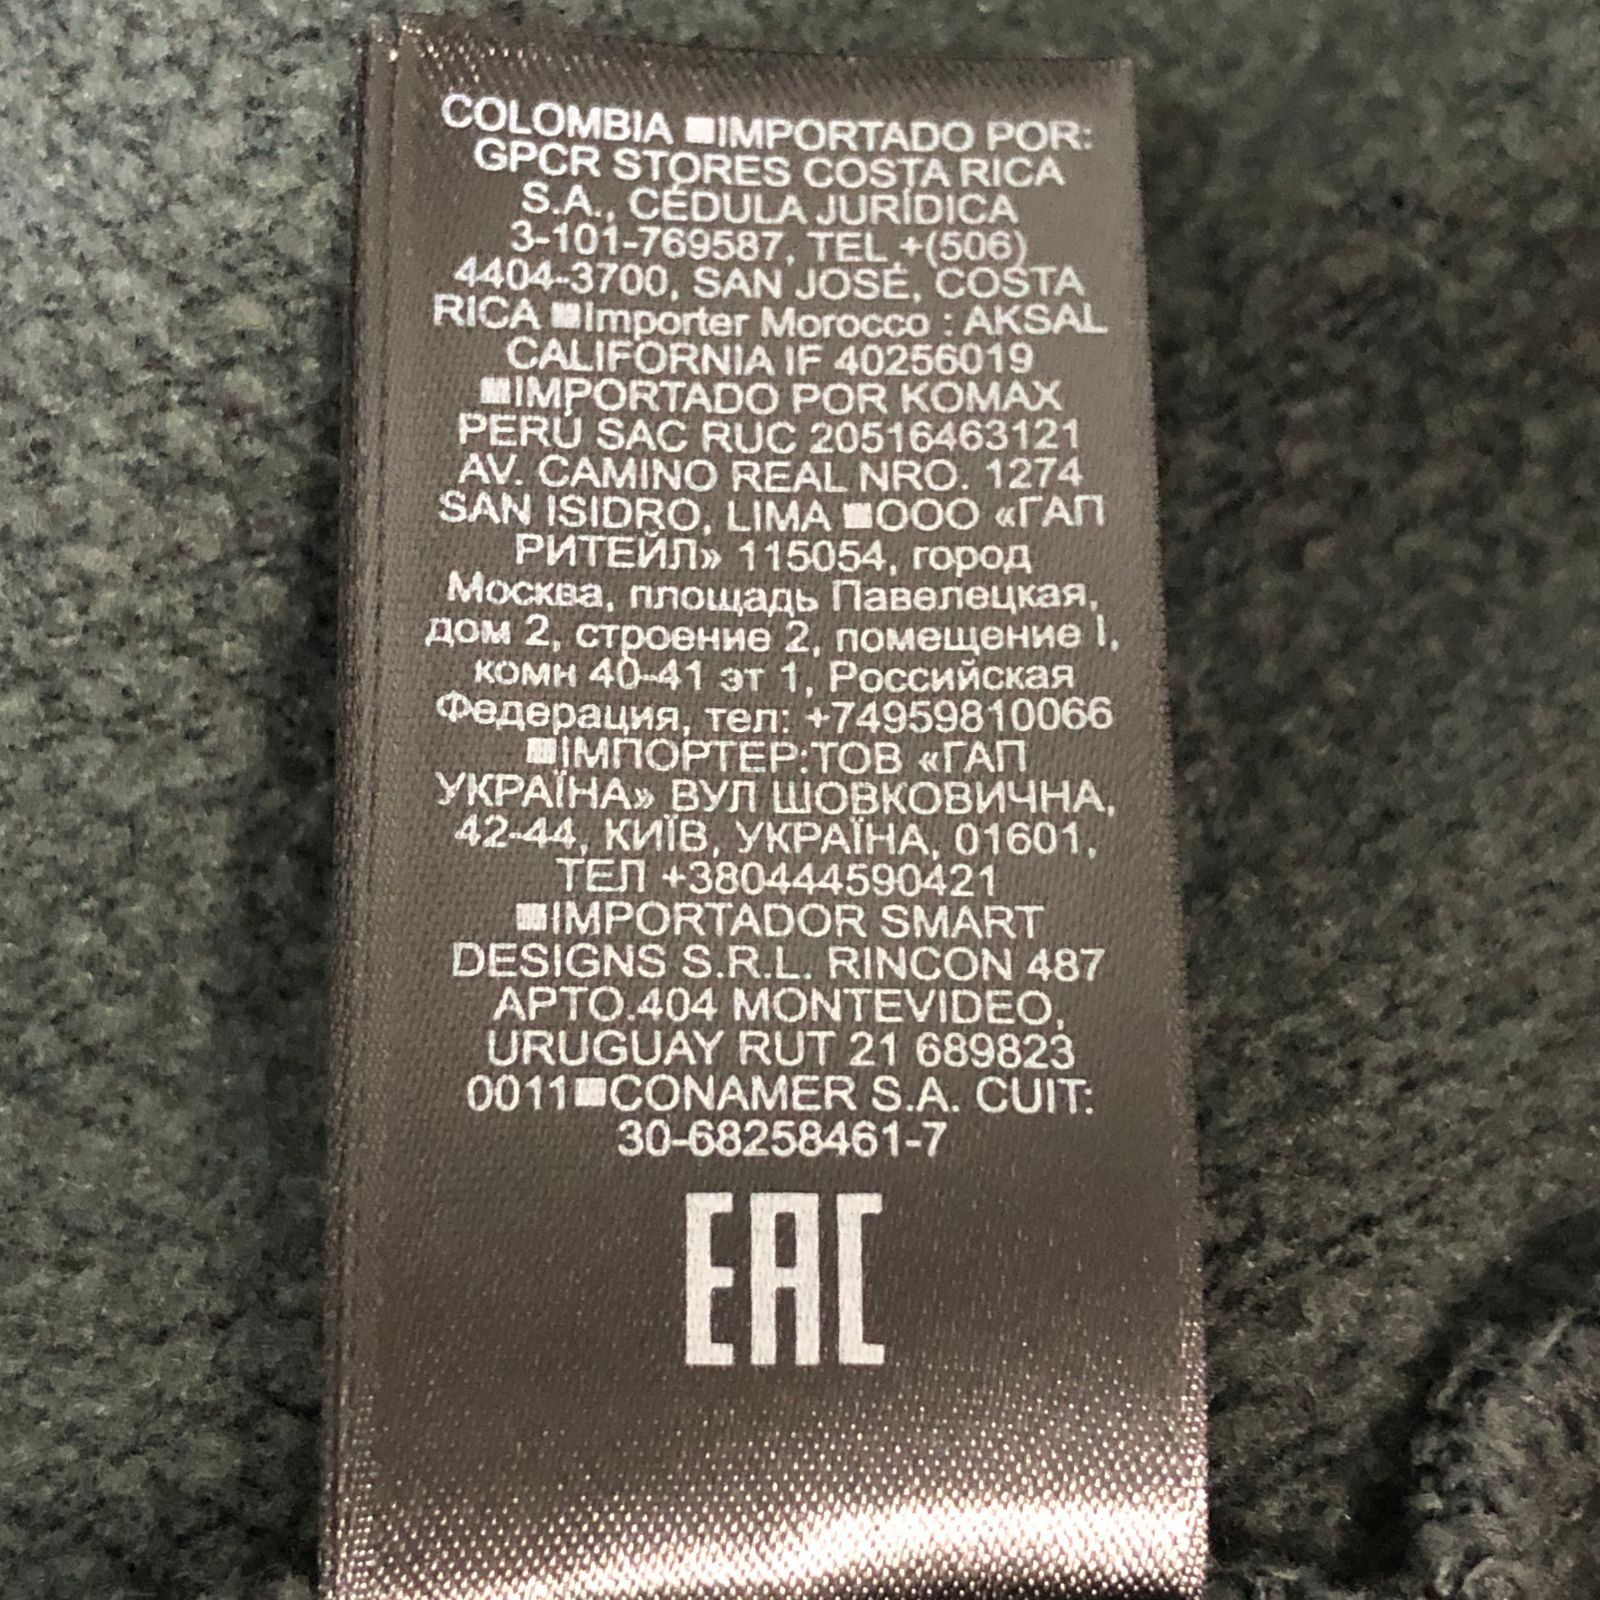 COLOMBIA ■IMPORTADO POR:
GPCR STORES COSTA RICA
S.A., CÉDULA JURÍDICA
3-101-769587, TEL +(506)
4404-3700, SAN JOSÉ, COSTA
RICA ■Importer Morocco : AKSAL
CALIFORNIA IF 40256019
■IMPORTADO POR KOMAX
PERÚ SAC RUC 20516463121
AV. CAMINO REAL NRO. 1274
SAN ISIDRO, LIMA ■ООО «ГАП
РИТЕЙЛ» 115054, город
Москва, площадь Павелецкая,
дом 2, строение 2, помещение I,
комн 40-41 эт 1, Российская
Федерация, тел: +74959810066
■ІМПОРТЕР:ТОВ «ГАП
УКРАЇНА» ВУЛ ШОВКОВИЧНА,
42-44, КИЇВ, УКРАЇНА, 01601,
ТЕЛ +380444590421
■IMPORTADOR SMART
DESIGNS S.R.L. RINCON 487
APTO.404 MONTEVIDEO,
URUGUAY RUT 21 689823
0011■CONAMER S.A. CUIT:
30-68258461-7
EAC